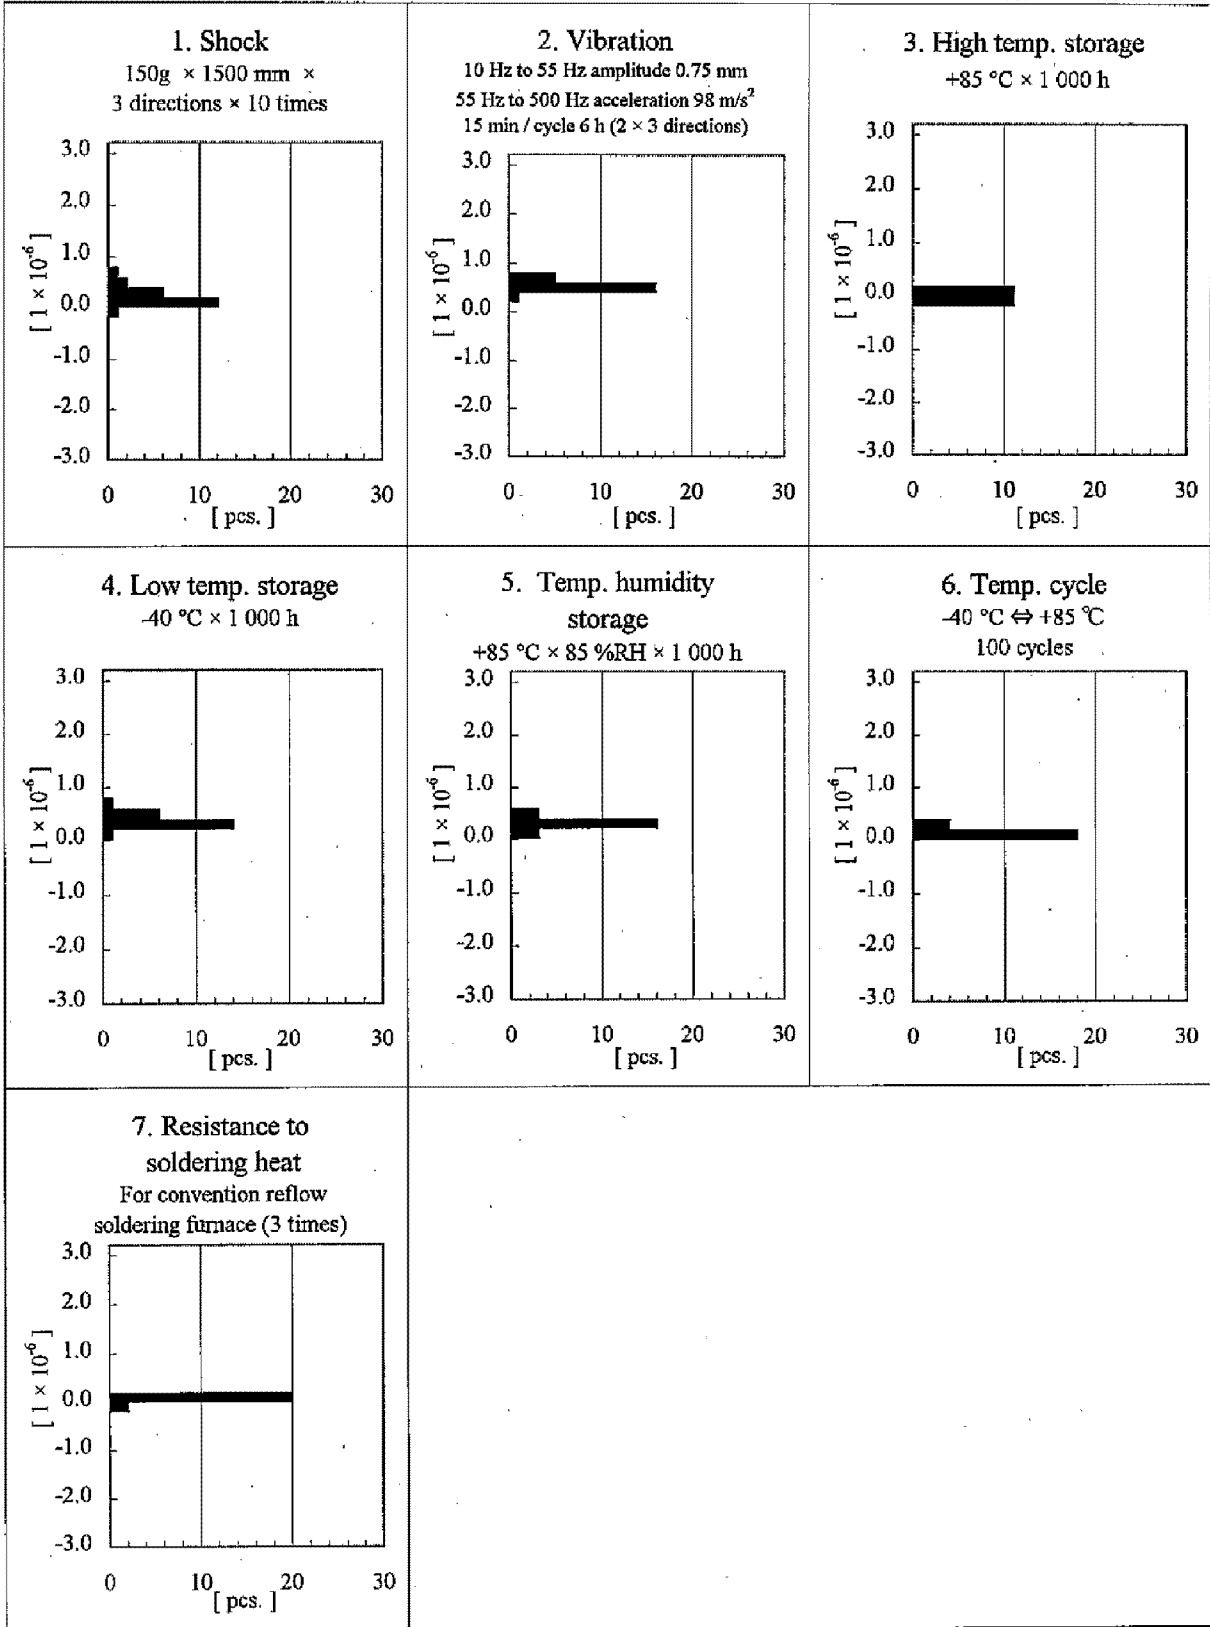 1. Shock
150g × 1500 mm ×
3 directions × 10 times
3.0
2.0
1.0
0.0
-1.0
-2.0
-3.0
[ 1 × 10⁻⁶ ]
0 10 20 30
[ pcs. ]
2. Vibration
10 Hz to 55 Hz amplitude 0.75 mm
55 Hz to 500 Hz acceleration 98 m/s²
15 min / cycle 6 h (2 × 3 directions)
3.0
2.0
1.0
0.0
-1.0
-2.0
-3.0
[ 1 × 10⁻⁶ ]
0 10 20 30
[ pcs. ]
3. High temp. storage
+85 °C × 1 000 h
3.0
2.0
1.0
0.0
-1.0
-2.0
-3.0
[ 1 × 10⁻⁶ ]
0 10 20 30
[ pcs. ]
4. Low temp. storage
-40 °C × 1 000 h
3.0
2.0
1.0
0.0
-1.0
-2.0
-3.0
[ 1 × 10⁻⁶ ]
0 10 20 30
[ pcs. ]
5. Temp. humidity
storage
+85 °C × 85 %RH × 1 000 h
3.0
2.0
1.0
0.0
-1.0
-2.0
-3.0
[ 1 × 10⁻⁶ ]
0 10 20 30
[ pcs. ]
6. Temp. cycle
-40 °C ⇔ +85 °C
100 cycles
3.0
2.0
1.0
0.0
-1.0
-2.0
-3.0
[ 1 × 10⁻⁶ ]
0 10 20 30
[ pcs. ]
7. Resistance to
soldering heat
For convention reflow
soldering furnace (3 times)
3.0
2.0
1.0
0.0
-1.0
-2.0
-3.0
[ 1 × 10⁻⁶ ]
0 10 20 30
[ pcs. ]